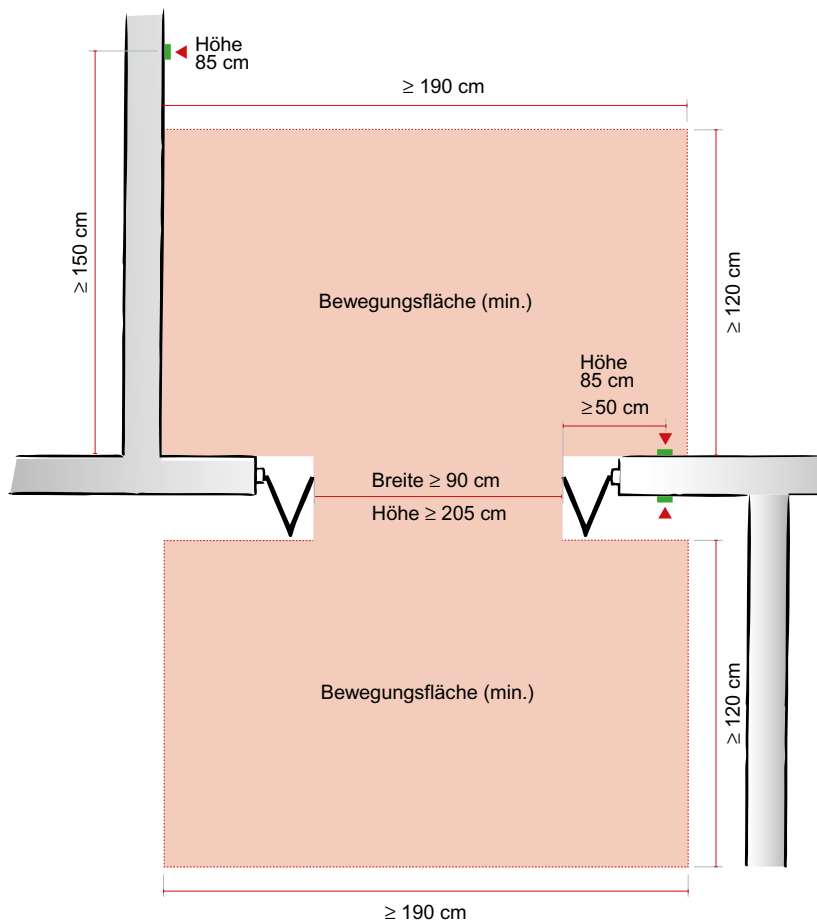 Höhe
85 cm
≥ 190 cm
≥ 150 cm
≥ 120 cm
Bewegungsfläche (min.)
Höhe
85 cm
≥ 50 cm
Breite ≥ 90 cm
Höhe ≥ 205 cm
Bewegungsfläche (min.)
≥ 120 cm
≥ 190 cm